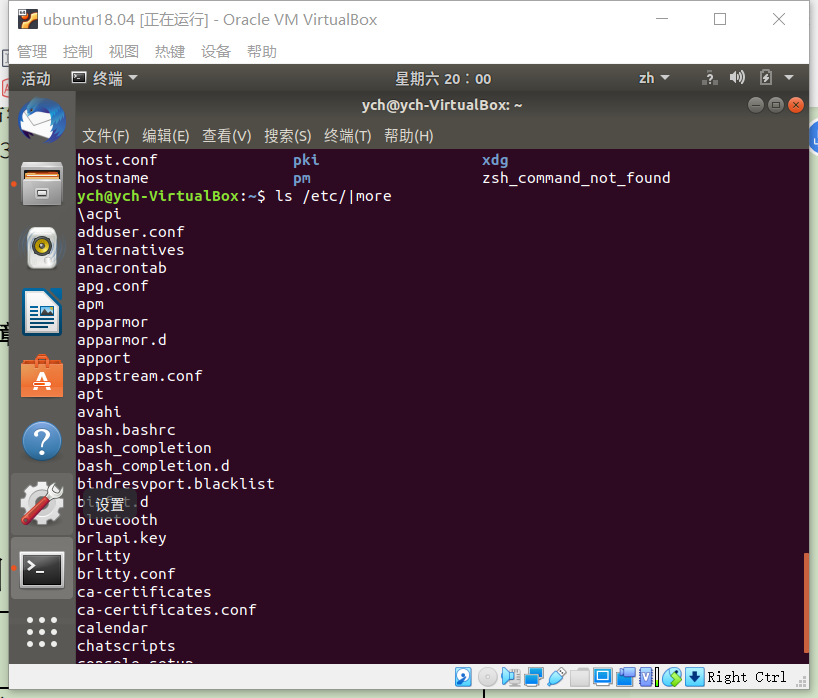 ubuntu18.04 [正在运行] - Oracle VM VirtualBox
管理 控制 视图 热键 设备 帮助
活动 终端 星期六 20：00 zh
ych@ych-VirtualBox: ~
文件(F) 编辑(E) 查看(V) 搜索(S) 终端(T) 帮助(H)
host.conf pki xdg
hostname pm zsh_command_not_found
ych@ych-VirtualBox:~$ ls /etc/|more
\acpi
adduser.conf
alternatives
anacrontab
apg.conf
apm
apparmor
apparmor.d
apport
appstream.conf
apt
avahi
bash.bashrc
bash_completion
bash_completion.d
bindresvport.blacklist
设置
bluetooth
brlapi.key
brltty
brltty.conf
ca-certificates
ca-certificates.conf
calendar
chatscripts
Right Ctrl